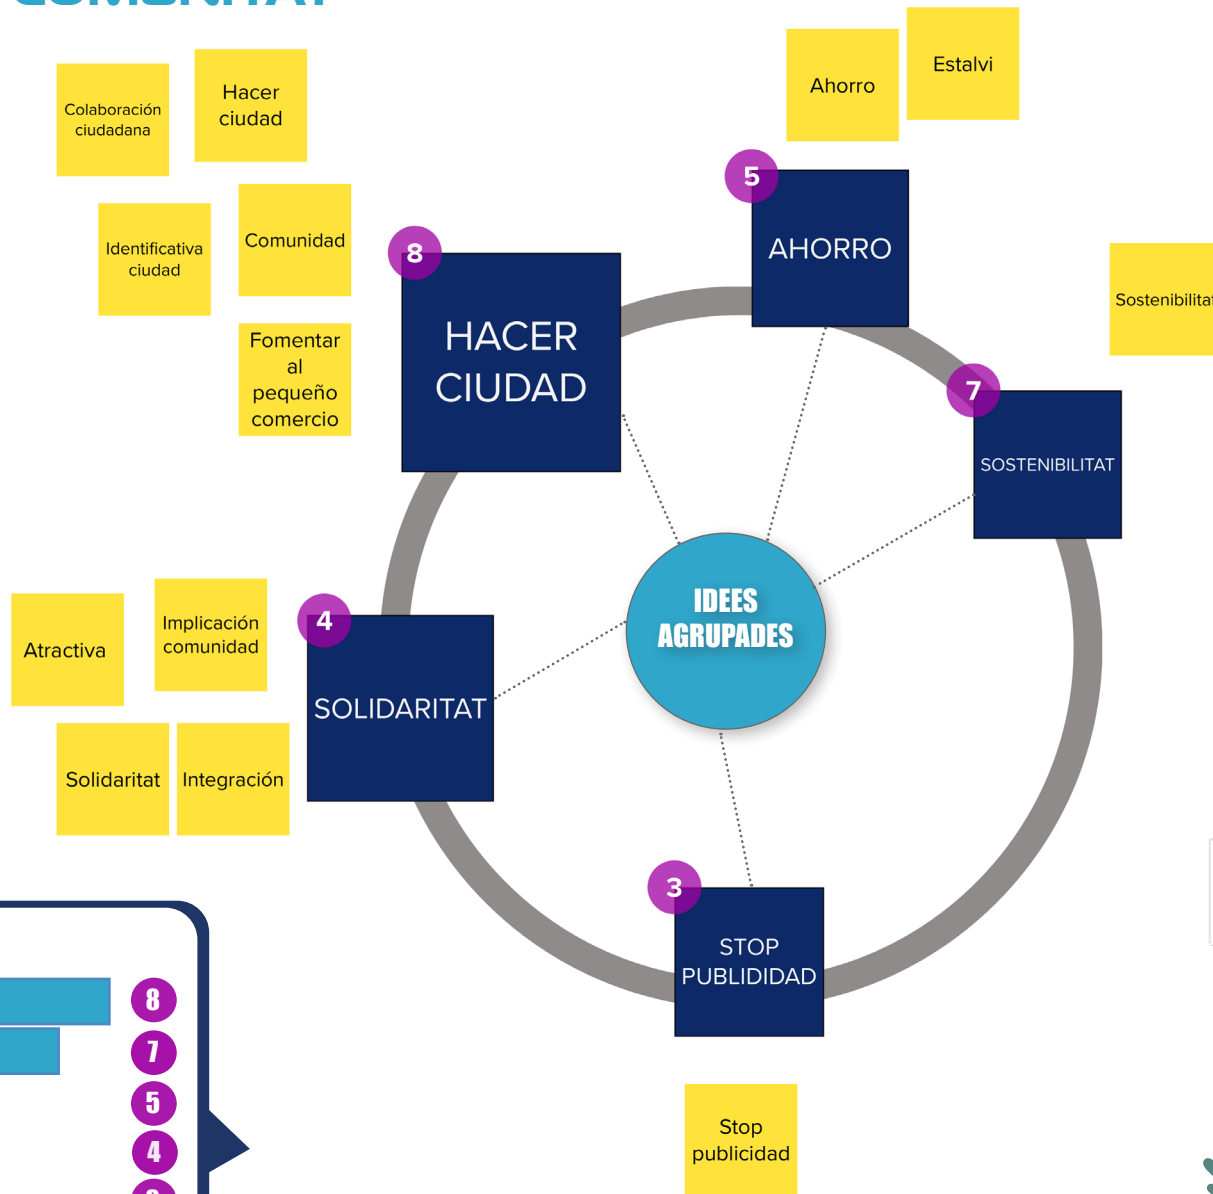 COMUNITAT
Estalvi
Ahorro
Hacer
ciudad
Colaboración
ciudadana
5
Comunidad
Identificativa
ciudad
8
AHORRO
Sostenibilitat
HACER
CIUDAD
Fomentar
al
pequeño
comercio
7
SOSTENIBILITAT
IDEES
AGRUPADES
Implicación
comunidad
Atractiva
4
SOLIDARITAT
Solidaritat
Integración
3
STOP
PUBLIDIDAD
8
7
5
4
3
Stop
publicidad